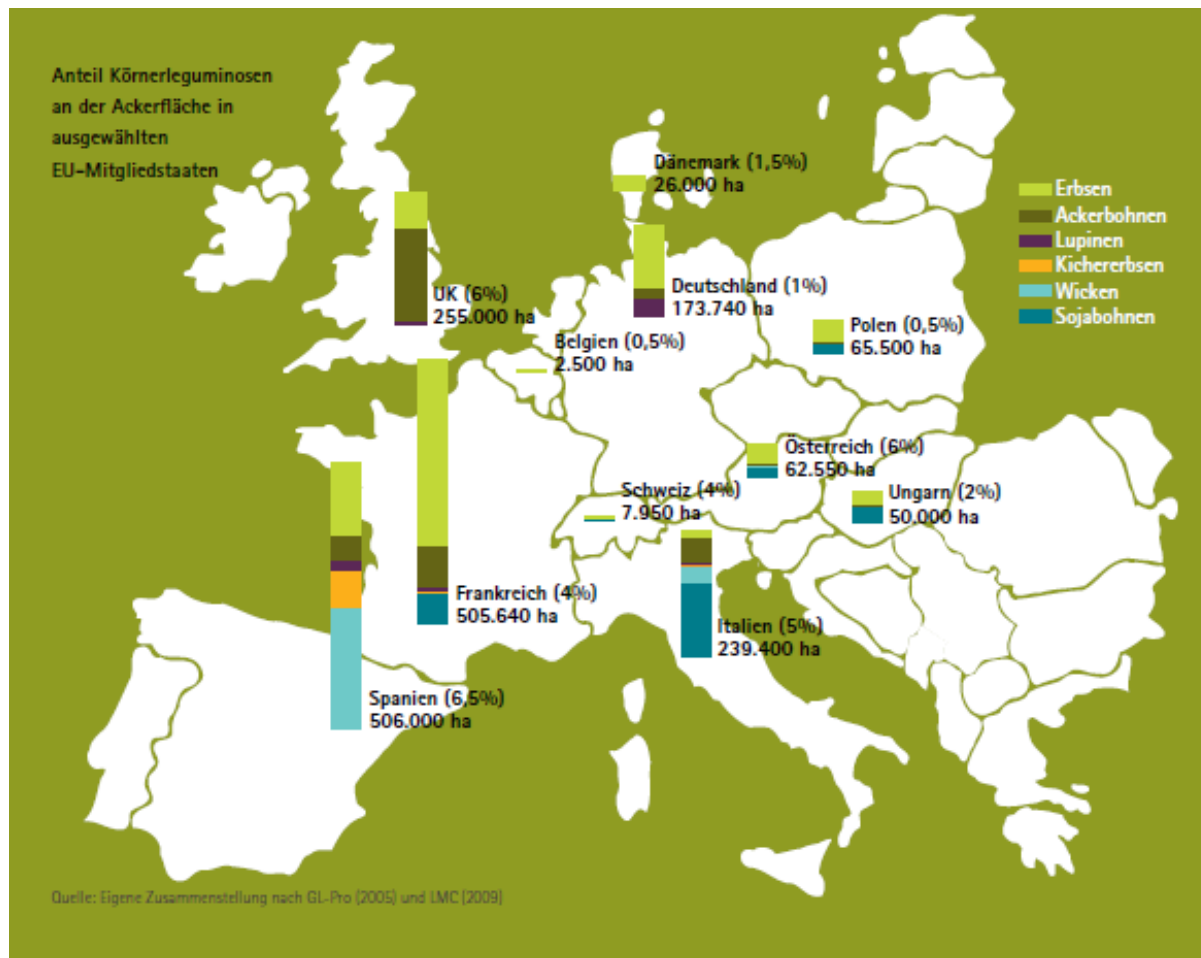 Anteil Körnerleguminosen
an der Ackerfläche in
ausgewählten
EU-Mitgliedstaaten
Dänemark (1,5%)
26.000 ha
Erbsen
Ackerbohnen
Lupinen
Kichererbsen
Wicken
Sojabohnen
UK (6%)
255.000 ha
Deutschland (1%)
173.740 ha
Polen (0,5%)
65.500 ha
Belgien (0,5%)
2.500 ha
Österreich (6%)
62.550 ha
Schweiz (4%)
7.950 ha
Ungarn (2%)
50.000 ha
Frankreich (4%)
505.640 ha
Italien (5%)
239.400 ha
Spanien (6,5%)
506.000 ha
Quelle: Eigene Zusammenstellung nach GL-Pro (2005) und LMC (2009)